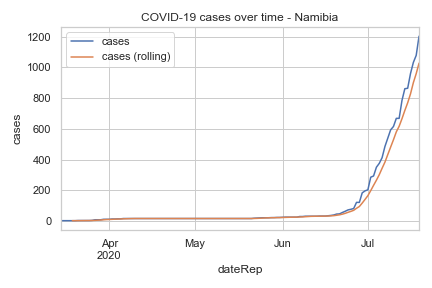 COVID-19 cases over time - Namibia
cases
cases (rolling)
1200
1000
800
600
400
200
0
cases
Apr
2020
May
Jun
Jul
dateRep